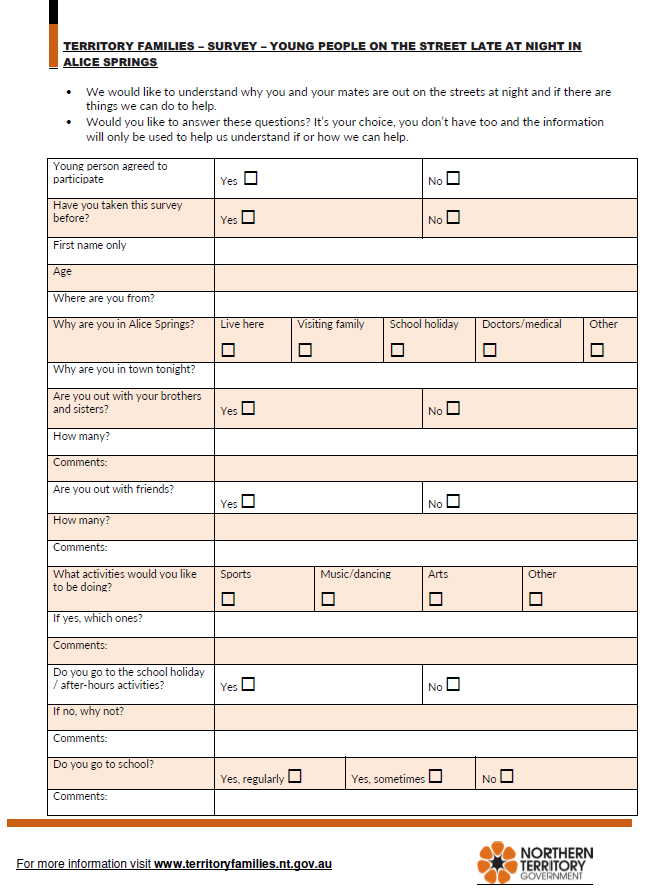 TERRITORY FAMILIES – SURVEY – YOUNG PEOPLE ON THE STREET LATE AT NIGHT IN
ALICE SPRINGS
• We would like to understand why you and your mates are out on the streets at night and if there are
things we can do to help.
• Would you like to answer these questions? It's your choice, you don't have too and the information
will only be used to help us understand if or how we can help.
Young person agreed to
participate
Yes ☐ No ☐
Have you taken this survey
before?
Yes ☐ No ☐
First name only
Age
Where are you from?
Why are you in Alice Springs? Live here Visiting family School holiday Doctors/medical Other
☐ ☐ ☐ ☐ ☐
Why are you in town tonight?
Are you out with your brothers
and sisters?
Yes ☐ No ☐
How many?
Comments:
Are you out with friends?
Yes ☐ No ☐
How many?
Comments:
What activities would you like
to be doing?
Sports Music/dancing Arts Other
☐ ☐ ☐ ☐
If yes, which ones?
Comments:
Do you go to the school holiday
/ after-hours activities?
Yes ☐ No ☐
If no, why not?
Comments:
Do you go to school?
Yes, regularly ☐ Yes, sometimes ☐ No ☐
Comments:
For more information visit www.territoryfamilies.nt.gov.au
NORTHERN
TERRITORY
GOVERNMENT